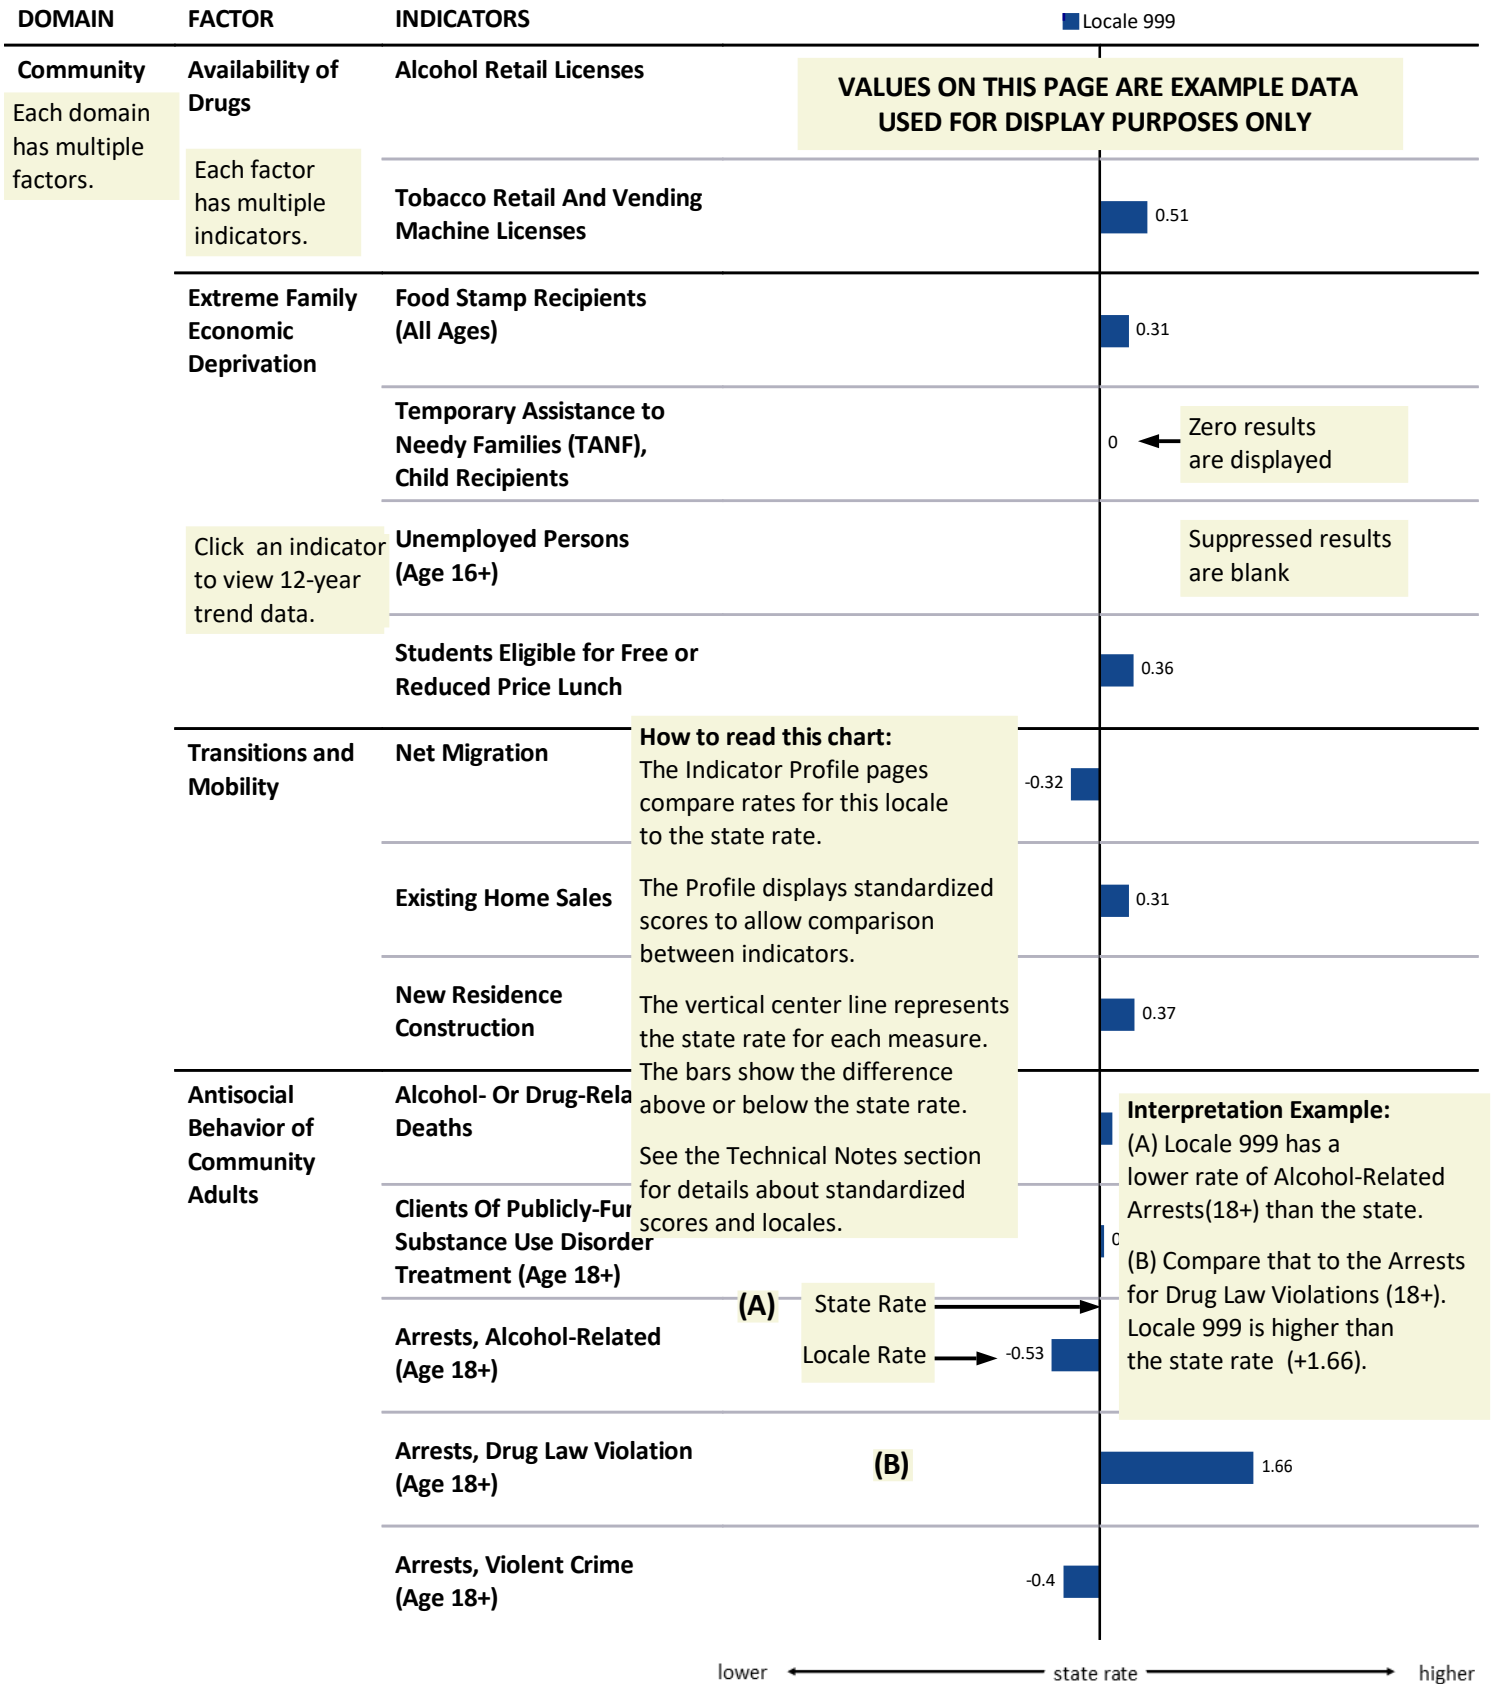 DOMAIN FACTOR INDICATORS Locale 999
Community
Each domain
has multiple
factors.
Availability of
Drugs
Each factor
has multiple
indicators.
Alcohol Retail Licenses
VALUES ON THIS PAGE ARE EXAMPLE DATA
USED FOR DISPLAY PURPOSES ONLY
Tobacco Retail And Vending
Machine Licenses
0.51
Extreme Family
Economic
Deprivation
Food Stamp Recipients
(All Ages)
0.31
Temporary Assistance to
Needy Families (TANF),
Child Recipients
0
Zero results
are displayed
Click an indicator
to view 12-year
trend data.
Unemployed Persons
(Age 16+)
Suppressed results
are blank
Students Eligible for Free or
Reduced Price Lunch
0.36
Transitions and
Mobility
Net Migration
-0.32
Existing Home Sales
0.31
New Residence
Construction
0.37
How to read this chart:
The Indicator Profile pages
compare rates for this locale
to the state rate.
The Profile displays standardized
scores to allow comparison
between indicators.
The vertical center line represents
the state rate for each measure.
The bars show the difference
above or below the state rate.
See the Technical Notes section
for details about standardized
scores and locales.
Antisocial
Behavior of
Community
Adults
Alcohol- Or Drug-Rela
Deaths
Clients Of Publicly-Fu
Substance Use Disorder
Treatment (Age 18+)
Interpretation Example:
(A) Locale 999 has a
lower rate of Alcohol-Related
Arrests(18+) than the state.
(B) Compare that to the Arrests
for Drug Law Violations (18+).
Locale 999 is higher than
the state rate (+1.66).
Arrests, Alcohol-Related
(Age 18+)
(A) State Rate
Locale Rate -0.53
Arrests, Drug Law Violation
(Age 18+)
(B)
1.66
Arrests, Violent Crime
(Age 18+)
-0.4
lower state rate higher